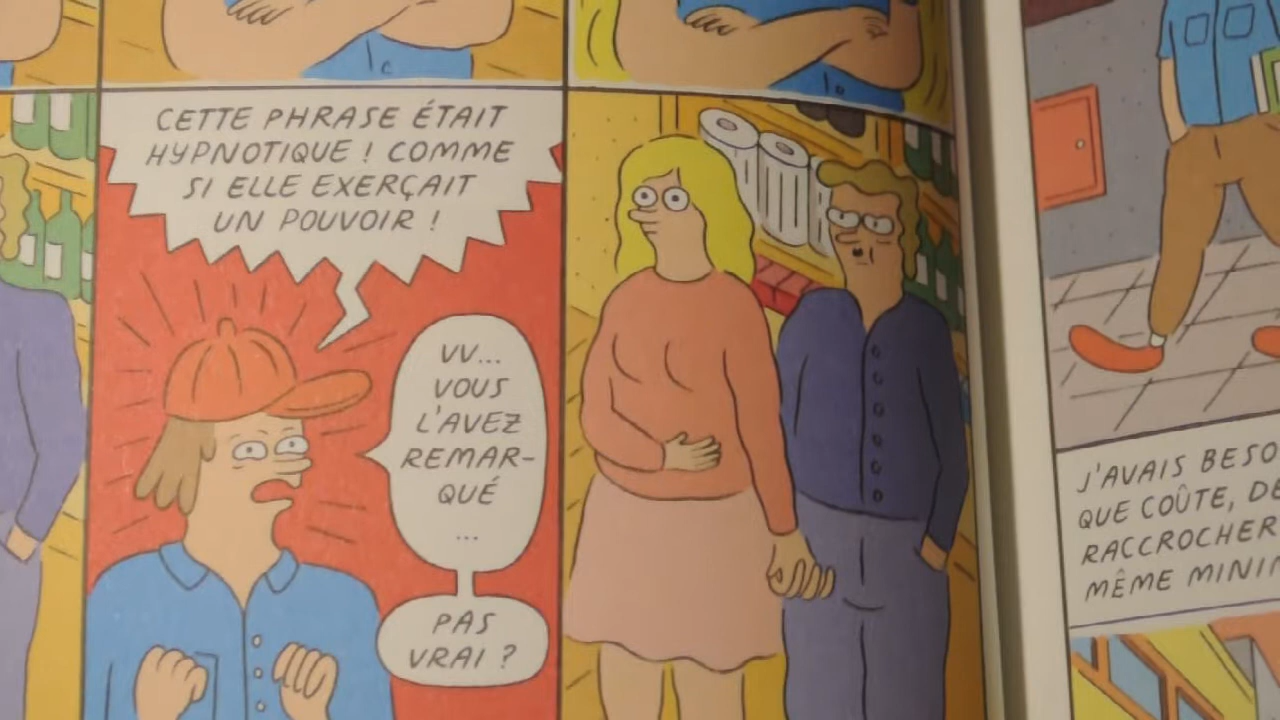 CETTE PHRASE ÉTAIT
HYPNOTIQUE ! COMME
SI ELLE EXERÇAIT
UN POUVOIR !
VV...
VOUS
L'AVEZ
REMAR-
QUÉ
...
PAS
VRAI ?
J'AVAIS
QUE COÛTE,
RACCROCHER
MÊME